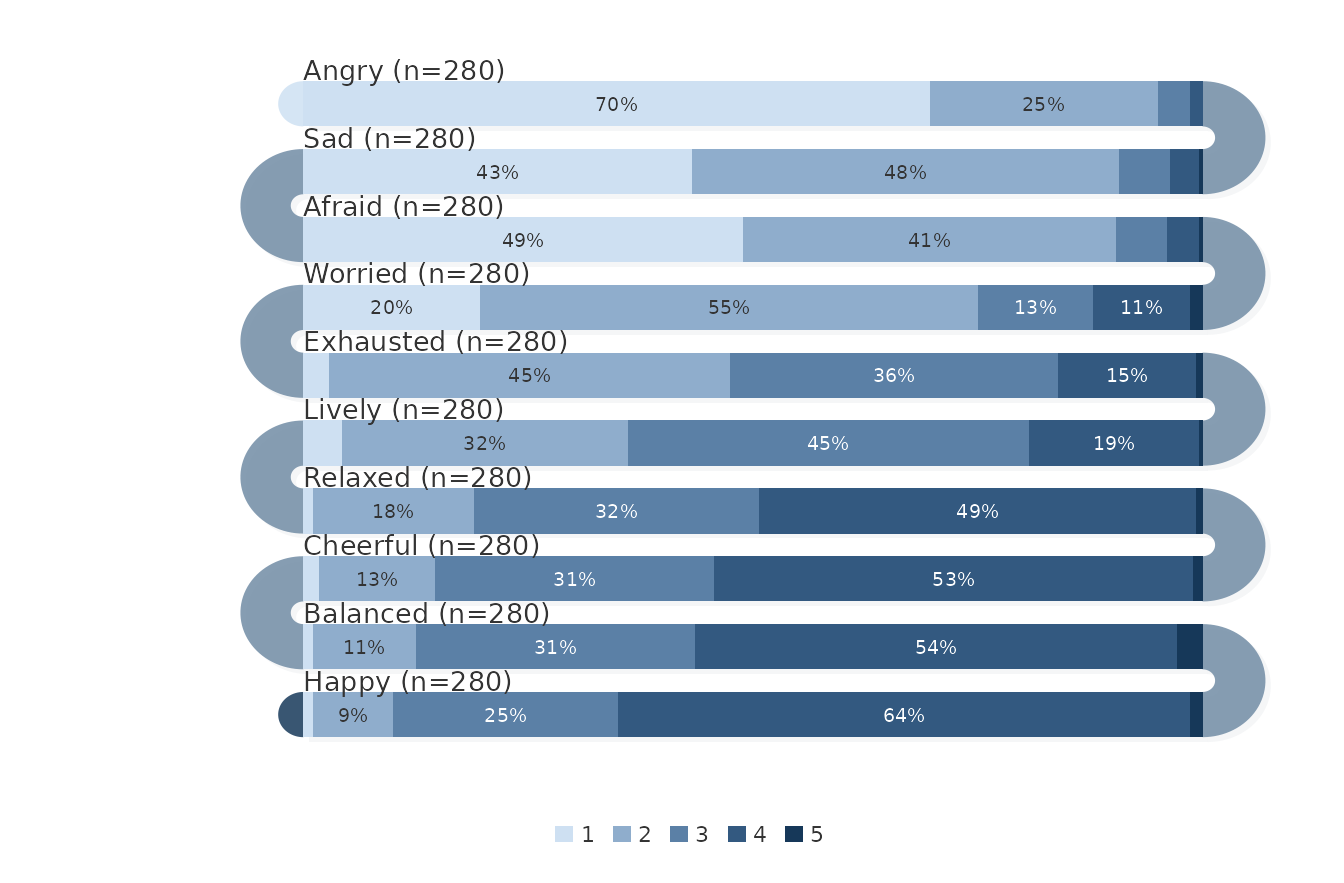 Angry (n=280)
70% 25%
Sad (n=280)
43% 48%
Afraid (n=280)
49% 41%
Worried (n=280)
20% 55% 13% 11%
Exhausted (n=280)
45% 36% 15%
Lively (n=280)
32% 45% 19%
Relaxed (n=280)
18% 32% 49%
Cheerful (n=280)
13% 31% 53%
Balanced (n=280)
11% 31% 54%
Happy (n=280)
9% 25% 64%
1 2 3 4 5